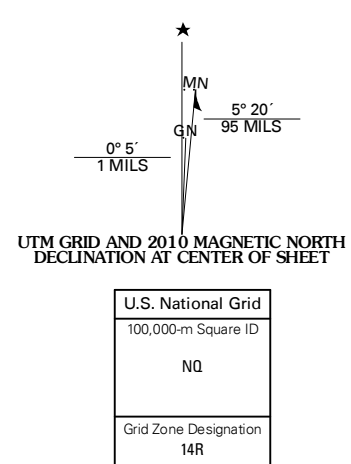 ★
MN
5° 20´
95 MILS
GN
0° 5´
1 MILS
UTM GRID AND 2010 MAGNETIC NORTH
DECLINATION AT CENTER OF SHEET
U.S. National Grid
100,000-m Square ID
NQ
Grid Zone Designation
14R